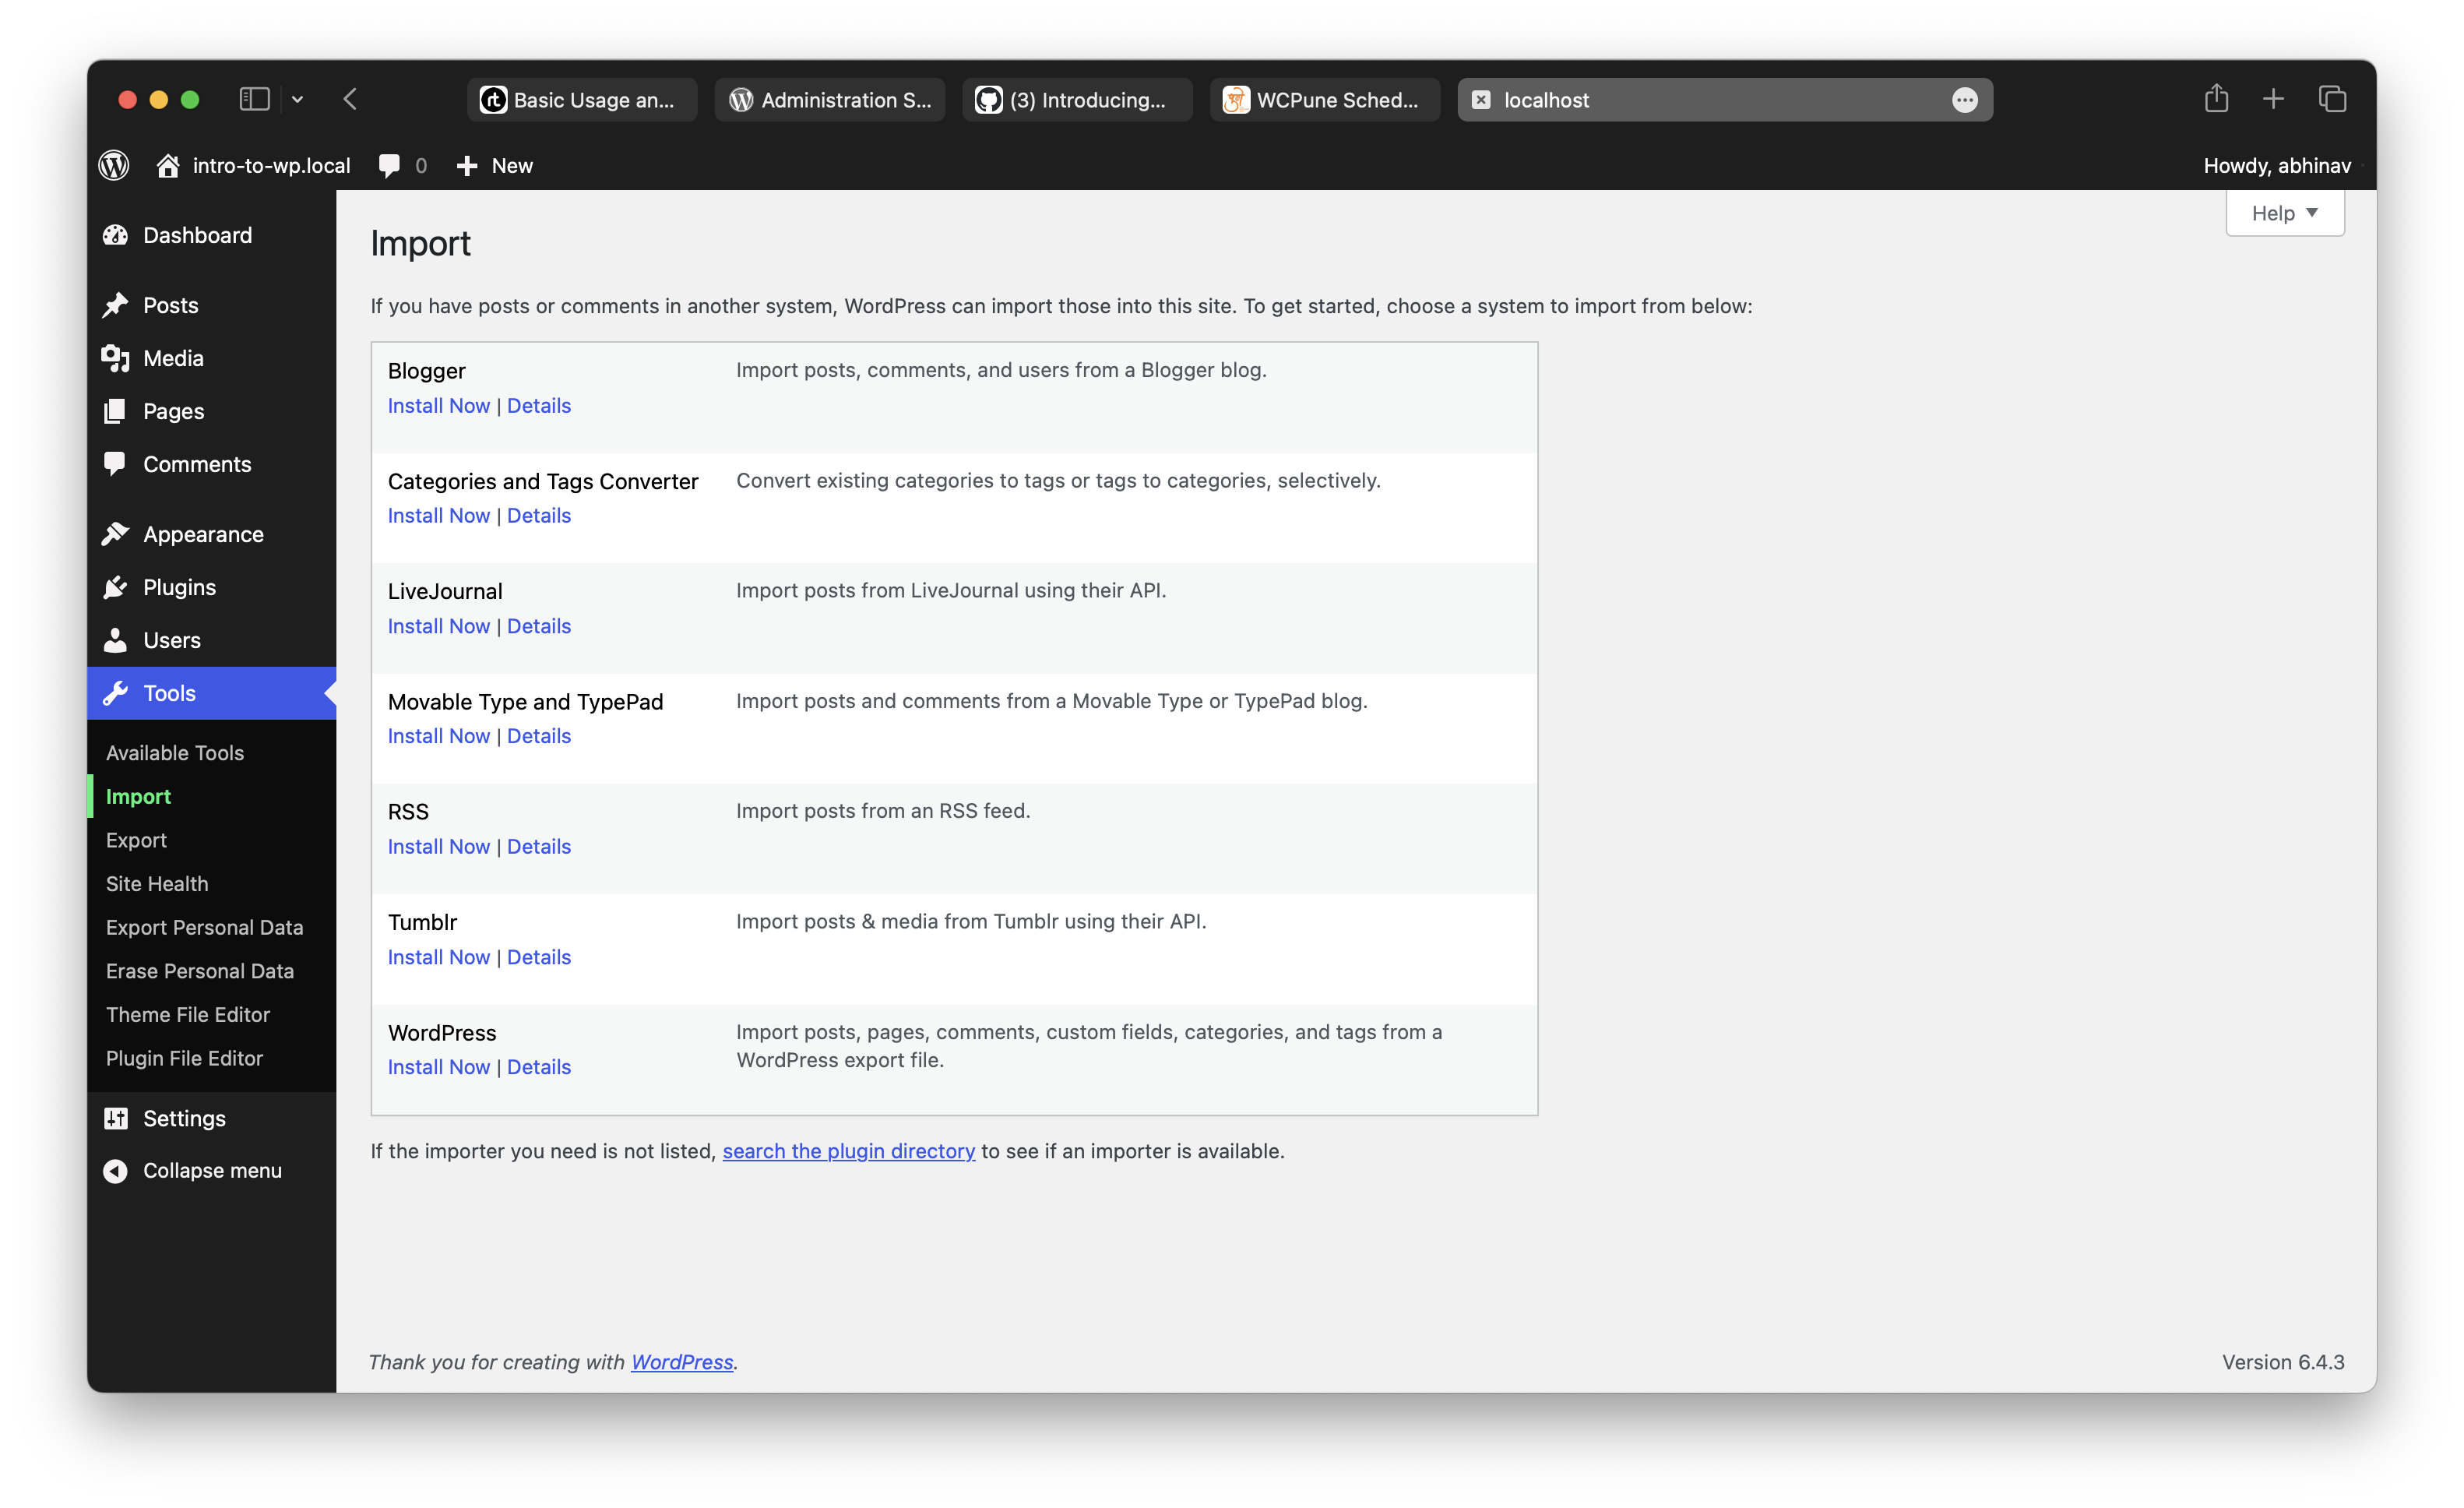 Basic Usage an...
Administration S...
(3) Introducing...
WCPune Sched...
localhost
intro-to-wp.local
0
New
Howdy, abhinav
Help
Dashboard
Posts
Media
Pages
Comments
Appearance
Plugins
Users
Tools
Available Tools
Import
Export
Site Health
Export Personal Data
Erase Personal Data
Theme File Editor
Plugin File Editor
Settings
Collapse menu
Import
If you have posts or comments in another system, WordPress can import those into this site. To get started, choose a system to import from below:
Blogger
Install Now | Details
Import posts, comments, and users from a Blogger blog.
Categories and Tags Converter
Install Now | Details
Convert existing categories to tags or tags to categories, selectively.
LiveJournal
Install Now | Details
Import posts from LiveJournal using their API.
Movable Type and TypePad
Install Now | Details
Import posts and comments from a Movable Type or TypePad blog.
RSS
Install Now | Details
Import posts from an RSS feed.
Tumblr
Install Now | Details
Import posts & media from Tumblr using their API.
WordPress
Install Now | Details
Import posts, pages, comments, custom fields, categories, and tags from a
WordPress export file.
If the importer you need is not listed, search the plugin directory to see if an importer is available.
Thank you for creating with WordPress.
Version 6.4.3